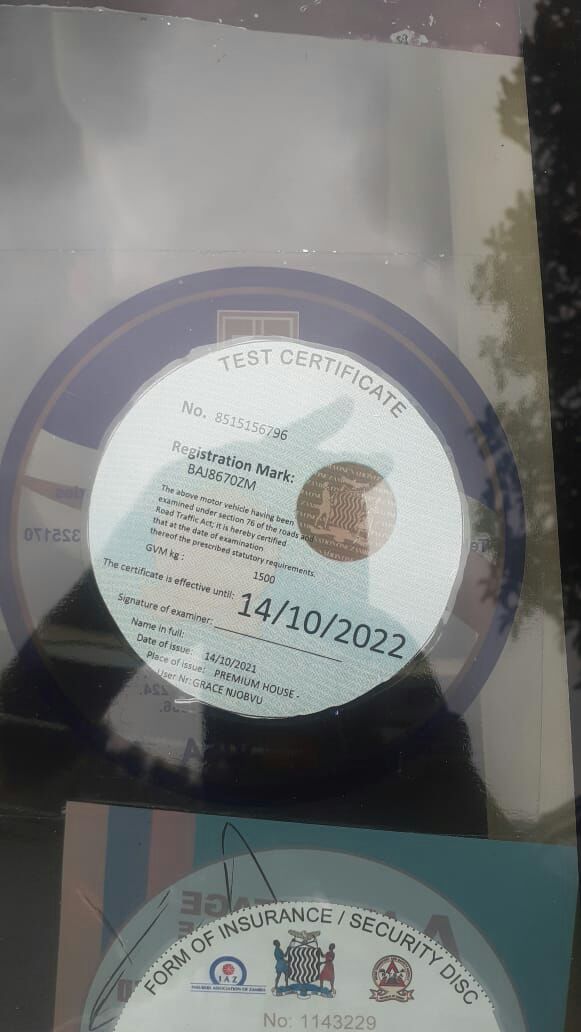 TEST CERTIFICATE
No. 8515156796
Registration Mark:
BAJ8670ZM
The above motor vehicle having been
examined under section 76 of the roads and
Road Traffic Act; it is hereby certified
that at the date of examination
thereof the prescribed statutory requirements.
GVM kg : 1500
The certificate is effective until: 14/10/2022
Signature of examiner:
Name in full:
Date of issue: 14/10/2021
Place of issue: PREMIUM HOUSE -
User Nr: GRACE NJOBVU
325170
FORM OF INSURANCE / SECURITY DISC
IAZ
INSURERS ASSOCIATION OF ZAMBIA
No: 1143229